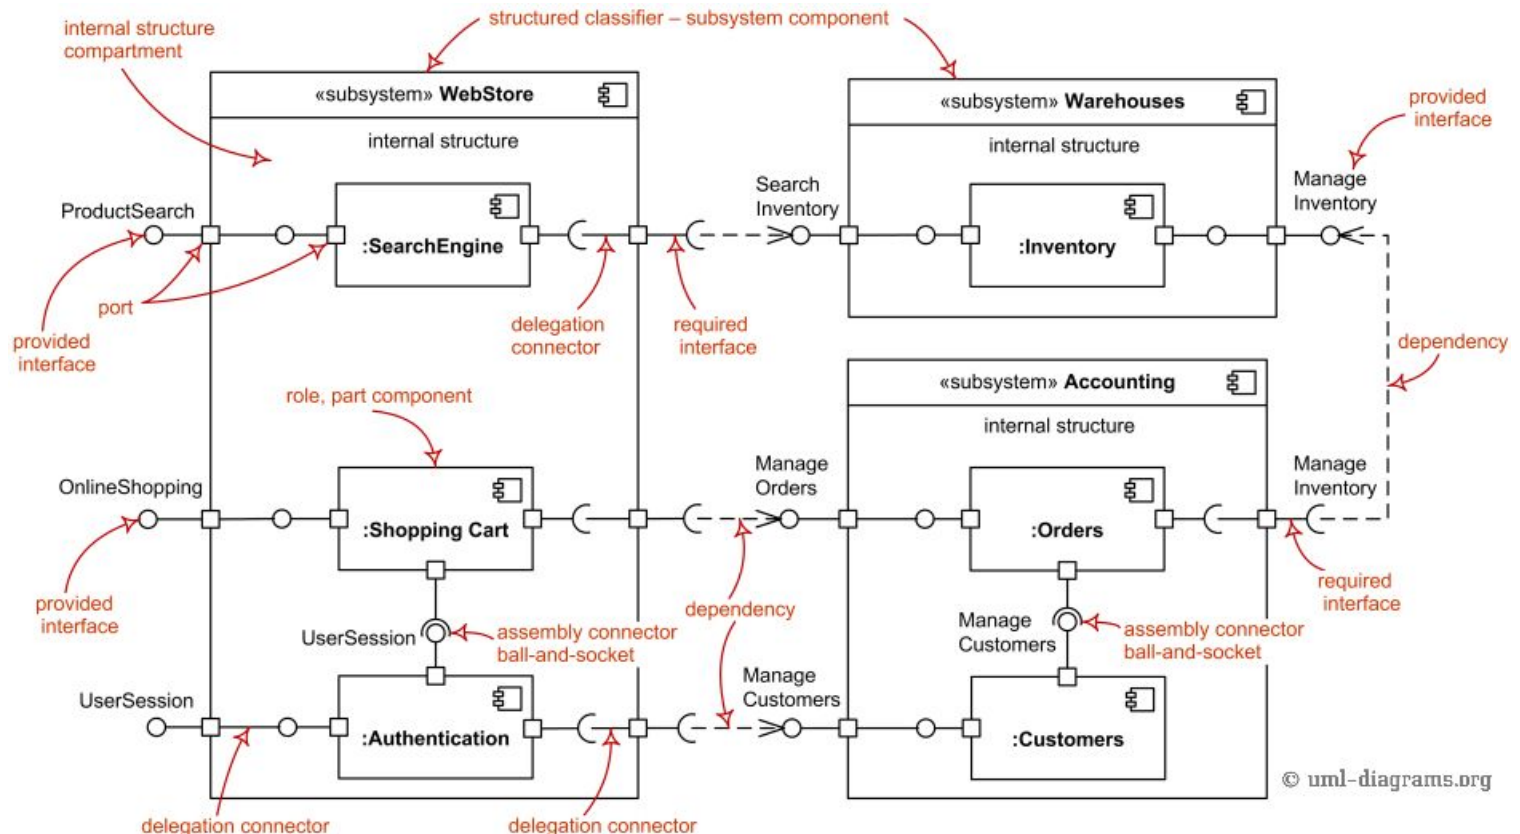 structured classifier – subsystem component
internal structure
compartment
«subsystem» WebStore
internal structure
«subsystem» Warehouses
internal structure
provided
interface
ProductSearch
:SearchEngine
Search
Inventory
:Inventory
Manage
Inventory
port
provided
interface
delegation
connector
required
interface
dependency
role, part component
«subsystem» Accounting
internal structure
OnlineShopping
:Shopping Cart
Manage
Orders
:Orders
Manage
Inventory
provided
interface
required
interface
dependency
UserSession
assembly connector
ball-and-socket
Manage
Customers
assembly connector
ball-and-socket
UserSession
:Authentication
Manage
Customers
:Customers
delegation connector
delegation connector
© uml-diagrams.org